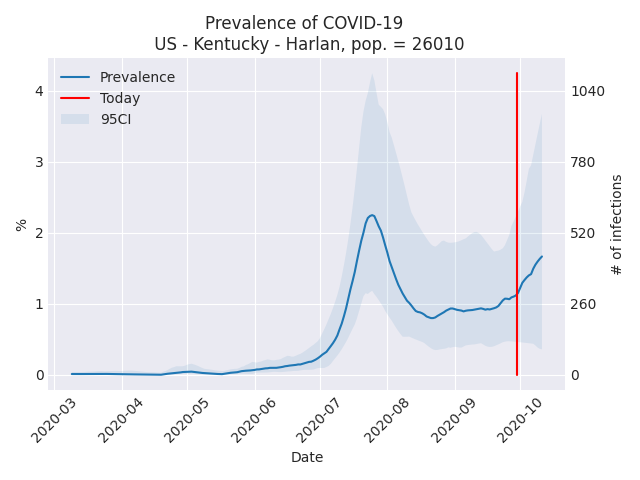 Prevalence of COVID-19
US - Kentucky - Harlan, pop. = 26010
Prevalence
Today
95CI
4
3
2
1
0
%
1040
780
520
260
0
# of infections
2020-03
2020-04
2020-05
2020-06
2020-07
2020-08
2020-09
2020-10
Date